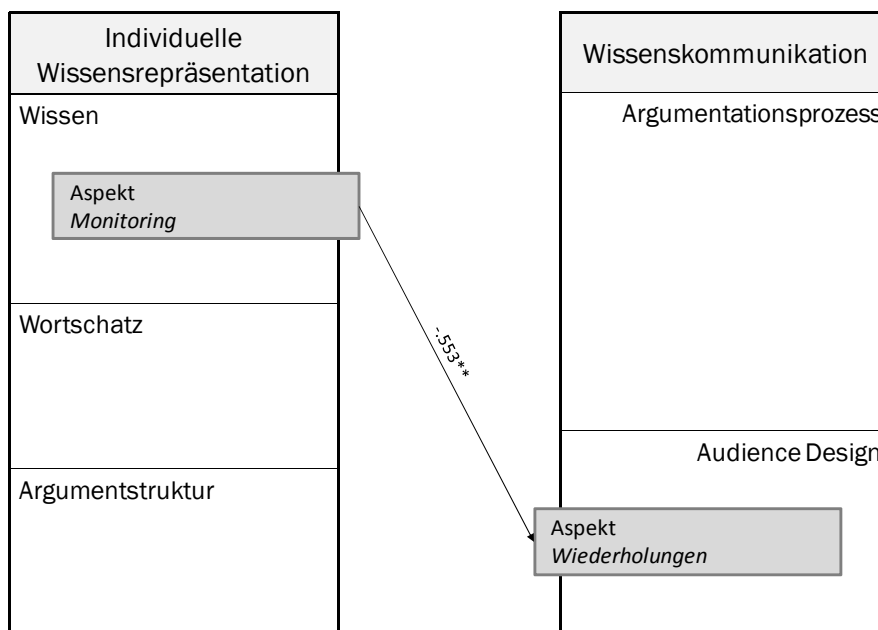 Individuelle
Wissensrepräsentation
Wissen
Aspekt
Monitoring
Wortschatz
Argumentstruktur
-.553**
Wissenskommunikation
Argumentationsprozess
Audience Design
Aspekt
Wiederholungen